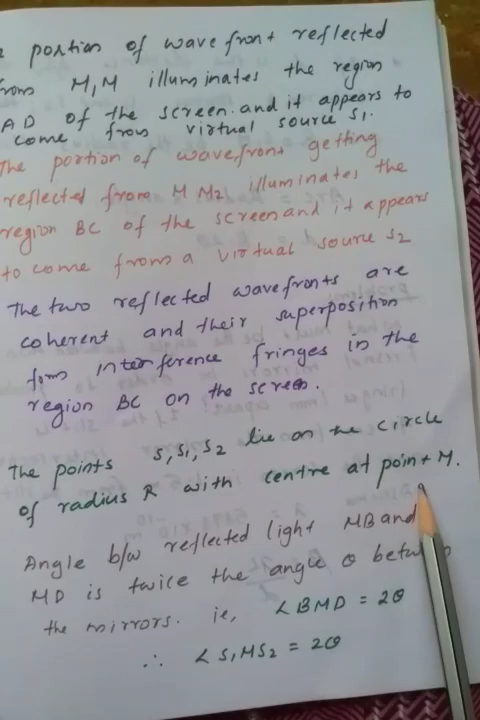 portion of wavefront reflected
from M1M illuminates the region
AD of the screen. and it appears to
come from virtual source S1.
The portion of wavefront getting
reflected from M M2 illuminates the
region BC of the screen and it appears
to come from a virtual source S2
The two reflected wavefronts are
coherent and their superposition
form interference fringes in the
region BC on the screen.
The points S, S1, S2 lie on the circle
of radius R with centre at point M.
Angle b/w reflected light MB and
MD is twice the angle θ
the mirrors. ie, ∠BMD = 2θ
∴ ∠S1MS2 = 2θ